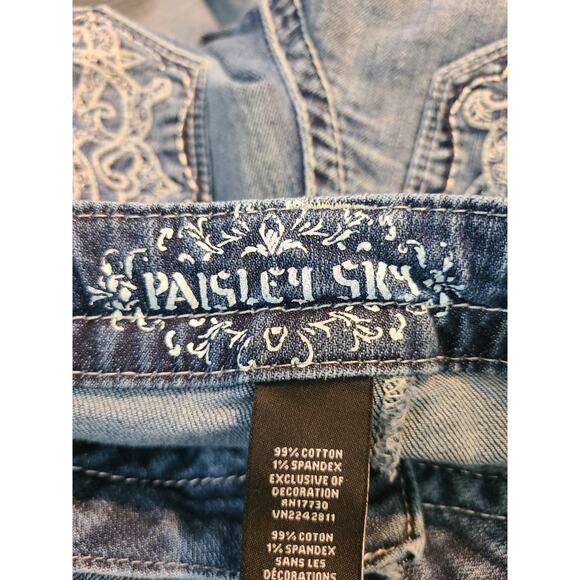 PAISLEY SKY
99% COTTON
1% SPANDEX
EXCLUSIVE OF
DECORATION
RN17730
VN2242811
99% COTON
1% SPANDEX
SANS LES
DÉCORATIONS